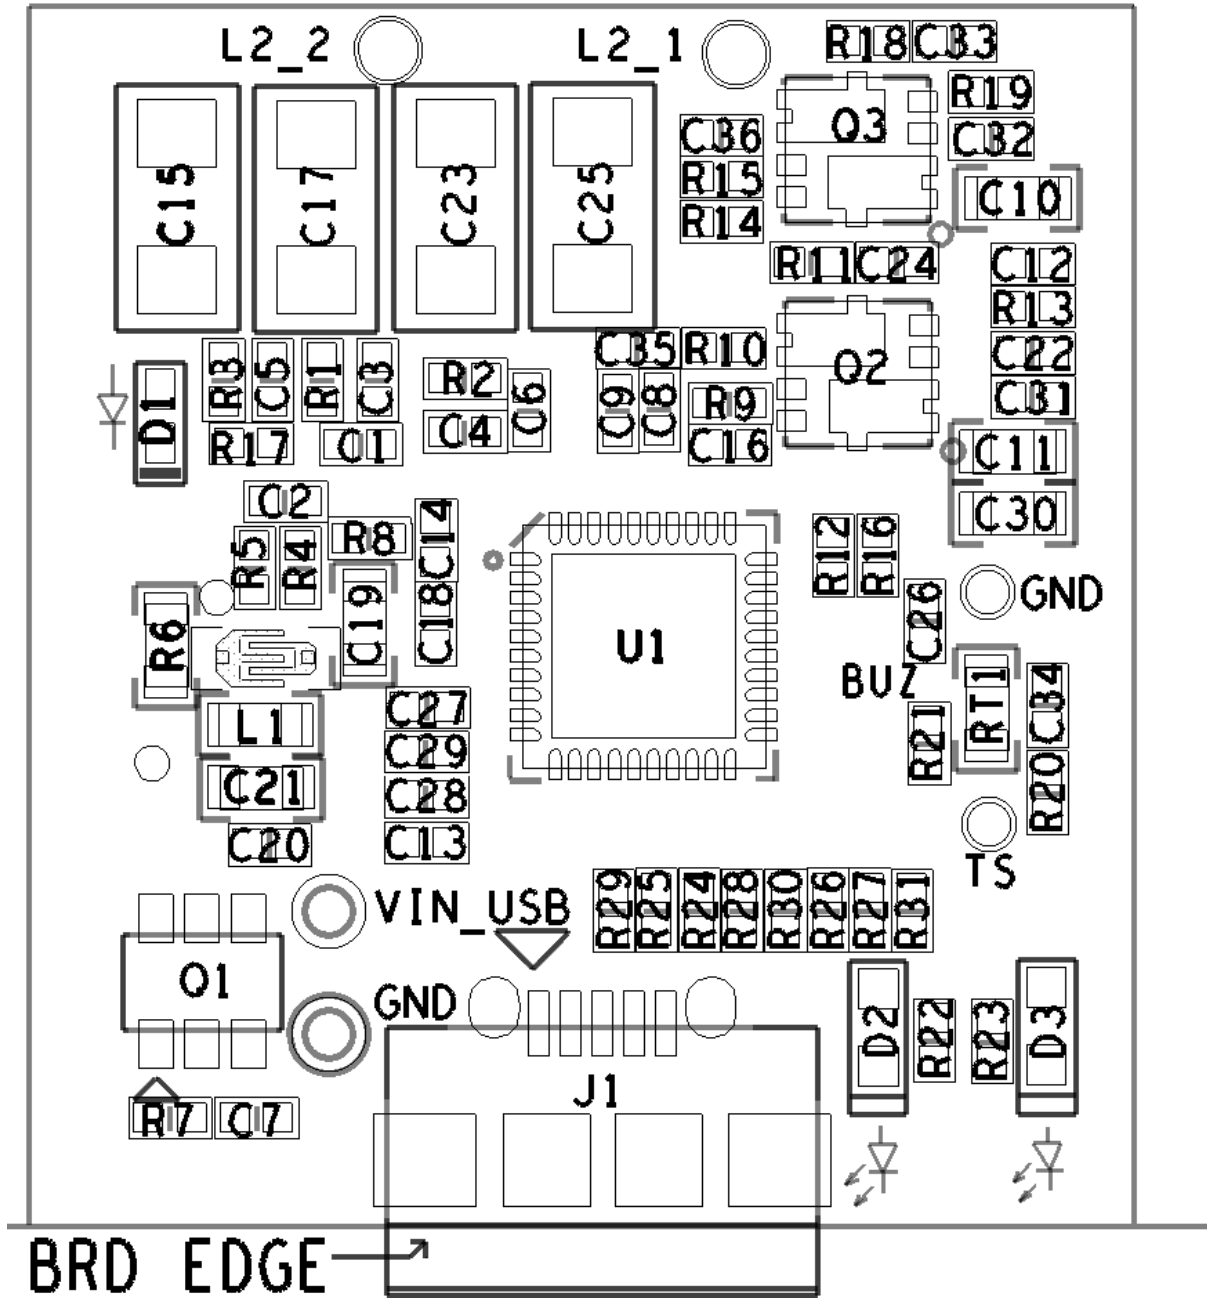 L2_2
L2_1
R18
C33
R19
Q3
C36
C32
R15
C15
C17
C23
C25
C10
R14
R11
C24
C12
R13
C35
R10
C22
Q2
R3
C5
R1
C3
R2
C6
C9
C8
R9
C31
D1
R17
C1
C4
C16
C11
C2
C30
R5
R4
R8
C14
R12
R16
GND
R6
C19
C18
U1
C26
BUZ
L1
C27
RT1
C34
R21
C29
C21
C28
R20
C20
C13
TS
VIN_USB
R29
R25
R24
R28
R30
R26
R27
R31
Q1
GND
D2
R22
R23
D3
J1
R7
C7
BRD EDGE